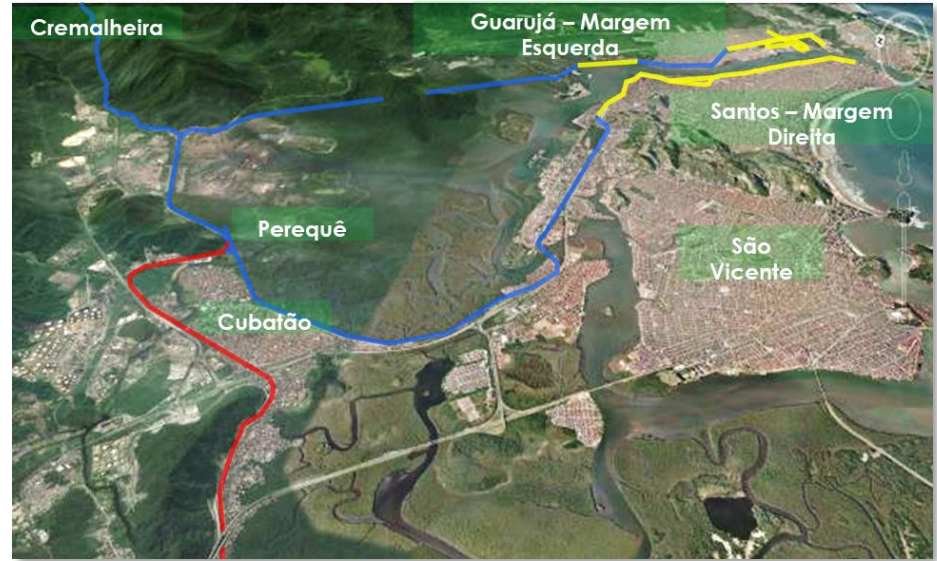 Cremalheira
Guarujá – Margem
Esquerda
Santos – Margem
Direita
Perequê
São
Vicente
Cubatão